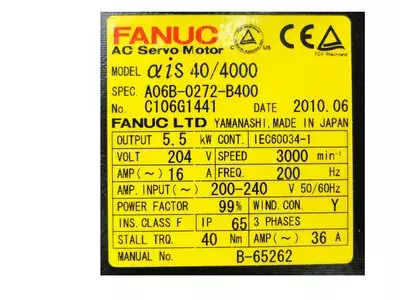 FANUC
AC Servo Motor
MODEL αis 40/4000
SPEC. A06B-0272-B400
No. C106G1441 DATE 2010.06
FANUC LTD YAMANASHI. MADE IN JAPAN
OUTPUT 5.5 kW CONT. IEC60034-1
VOLT 204 V SPEED 3000 min⁻¹
AMP(~) 16 A FREQ. 200 Hz
AMP. INPUT(~) 200-240 V 50/60Hz
POWER FACTOR 99% WIND. CON. Y
INS. CLASS F IP 65 3 PHASES
STALL TRQ. 40 Nm AMP(~) 36 A
MANUAL No. B-65262